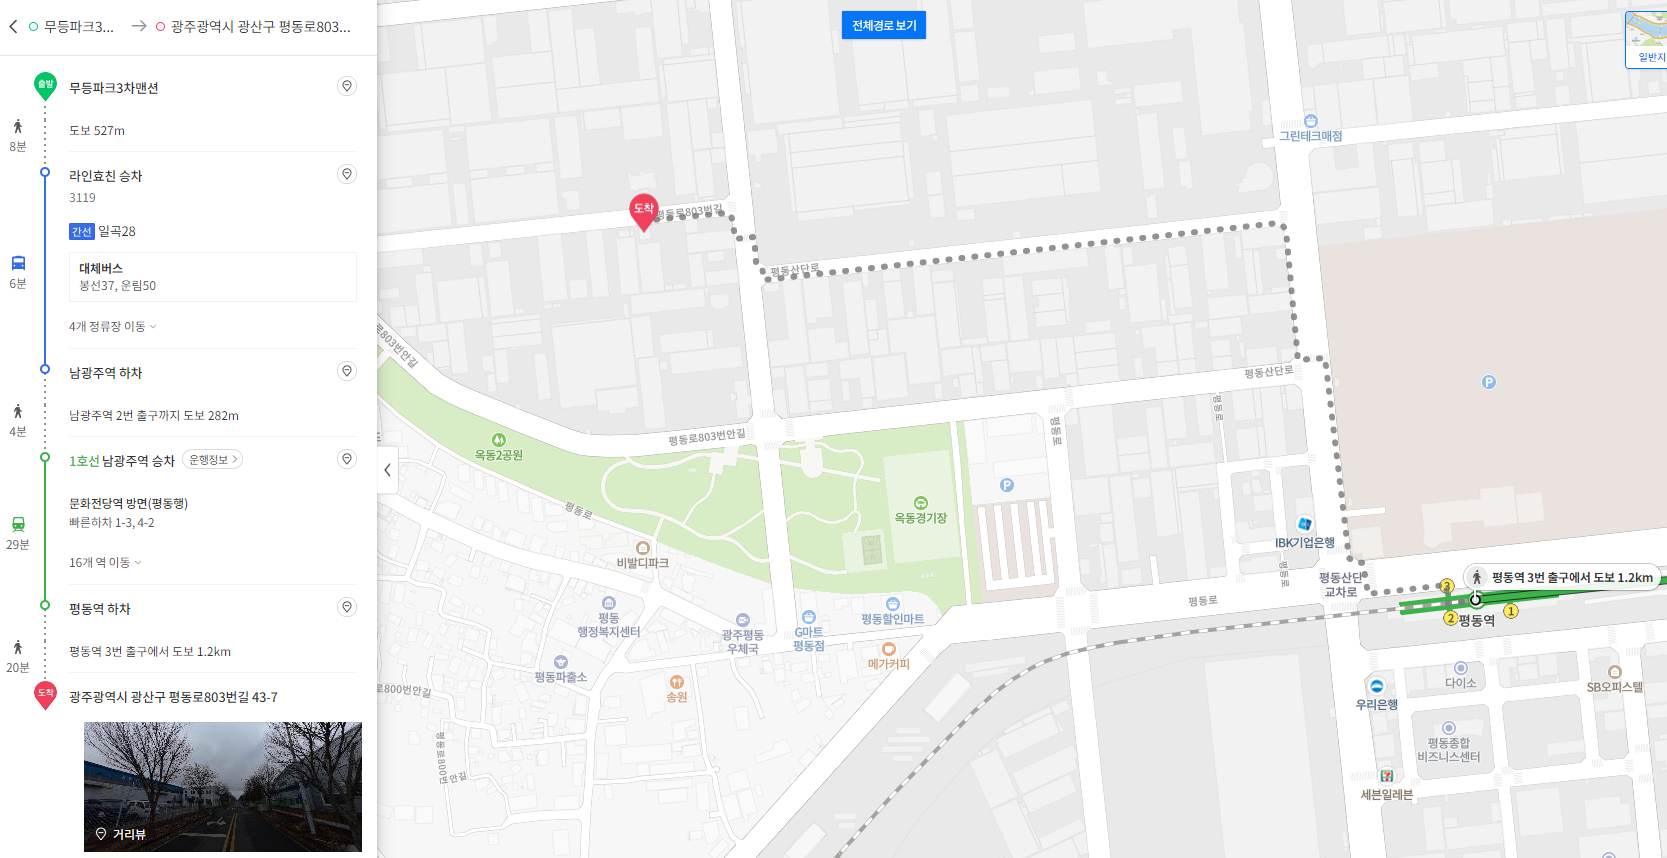 무등파크3...
광주광역시 광산구 평동로803...
출발
무등파크3차맨션
도보 527m
8분
라인효친 승차
3119
간선 일곡28
대체버스
봉선37, 운림50
6분
4개 정류장 이동
남광주역 하차
남광주역 2번 출구까지 도보 282m
4분
1호선 남광주역 승차
운행정보
문화전당역 방면(평동행)
빠른하차 1-3, 4-2
29분
16개 역 이동
평동역 하차
평동역 3번 출구에서 도보 1.2km
20분
도착
광주광역시 광산구 평동로803번길 43-7
거리뷰
전체경로 보기
일반지
그린테크매점
도착
평동로803번길
평동산단로
로803번안길
평동산단로
P
평동로
평동로
평동로803번안길
옥동2공원
옥동경기장
P
평동로
IBK기업은행
비발디파크
평동로
평동산단
교차로
평동역 3번 출구에서 도보 1.2km
3
2
1
평동역
평동로
평동
행정복지센터
광주평동
우체국
G마트
평동점
평동할인마트
메가커피
평동파출소
송원
로800번안길
평동로800번안길
다이소
SB오피스텔
우리은행
평동종합
비즈니스센터
7
세븐일레븐